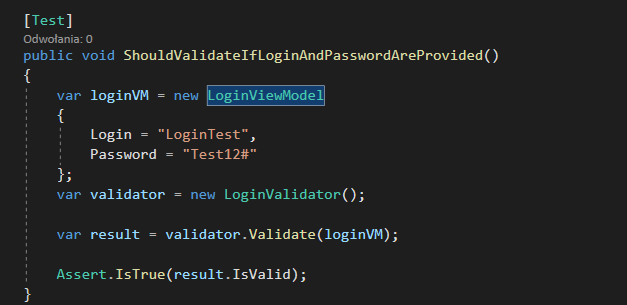 [Test]
Odwołania: 0
public void ShouldValidateIfLoginAndPasswordAreProvided()
{
var loginVM = new LoginViewModel
{
Login = "LoginTest",
Password = "Test12#"
};
var validator = new LoginValidator();
var result = validator.Validate(loginVM);
Assert.IsTrue(result.IsValid);
}